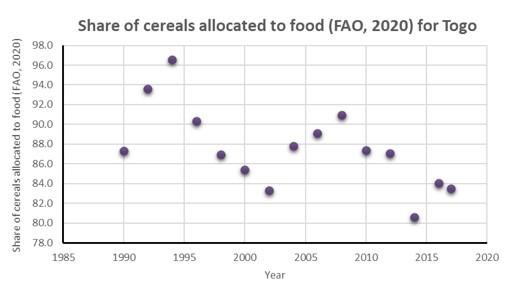 Share of cereals allocated to food (FAO, 2020) for Togo
Share of cereals allocated to food (FAO, 2020)
98.0
96.0
94.0
92.0
90.0
88.0
86.0
84.0
82.0
80.0
78.0
1985 1990 1995 2000 2005 2010 2015 2020
Year